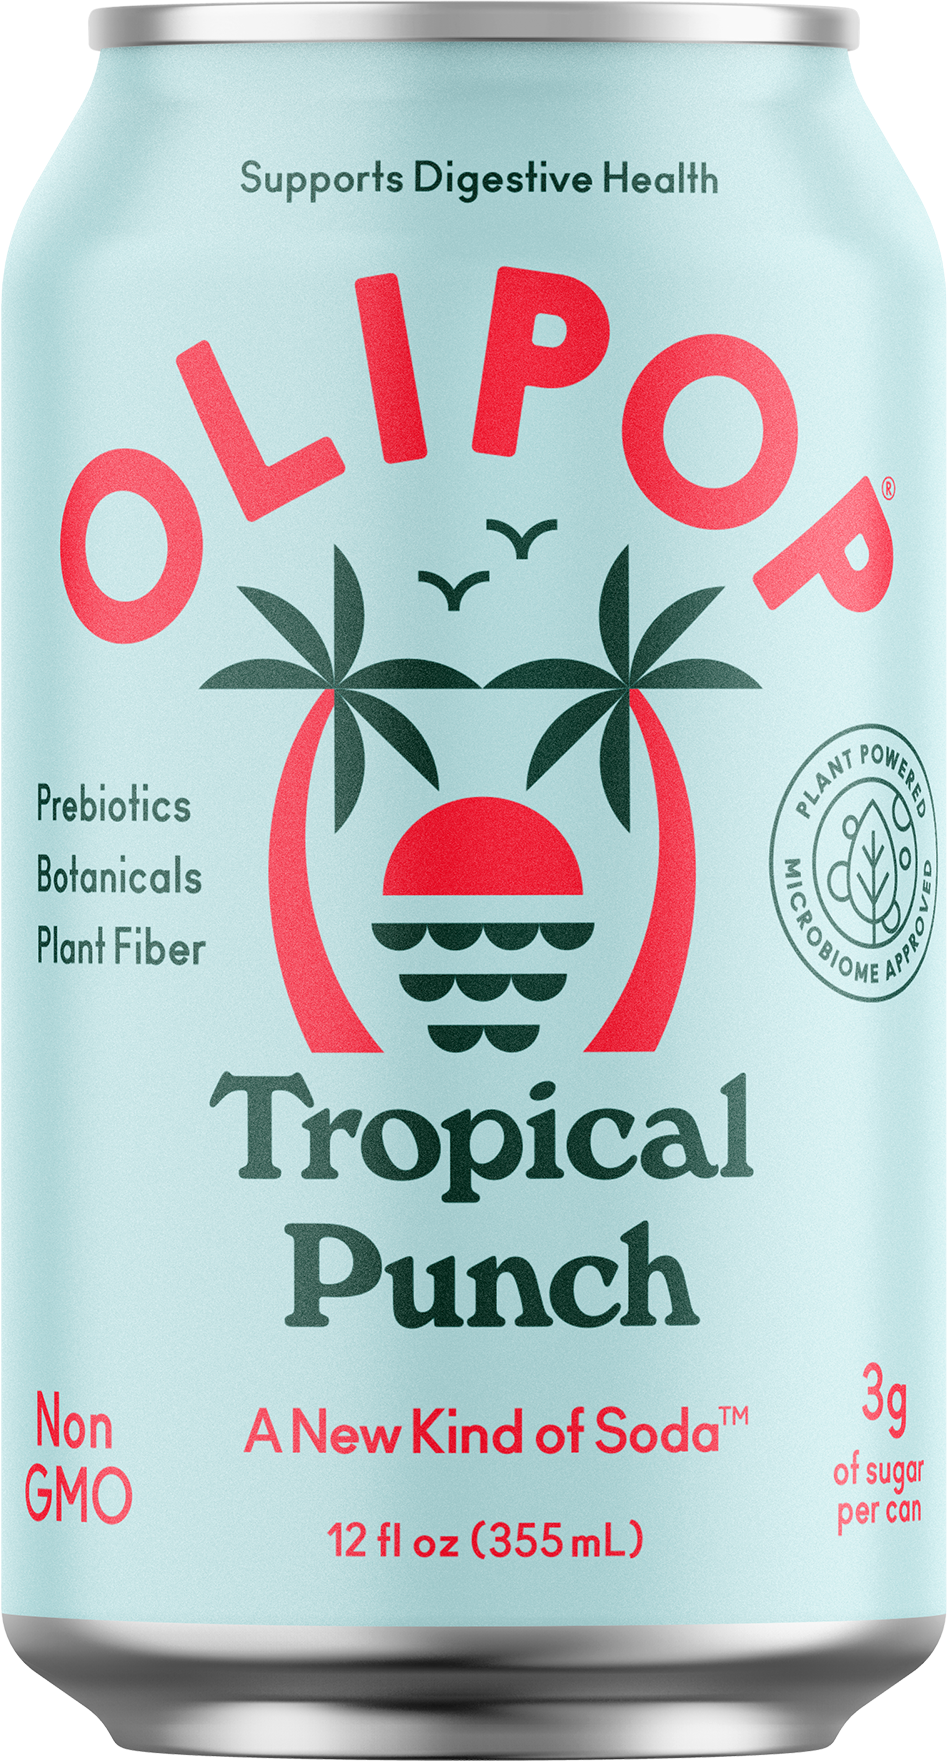 Supports Digestive Health
OLIPOP®
Prebiotics
Botanicals
Plant Fiber
PLANT POWERED
MICROBIOME APPROVED
Tropical
Punch
Non
GMO
A New Kind of Soda™
3g
of sugar
per can
12 fl oz (355 mL)